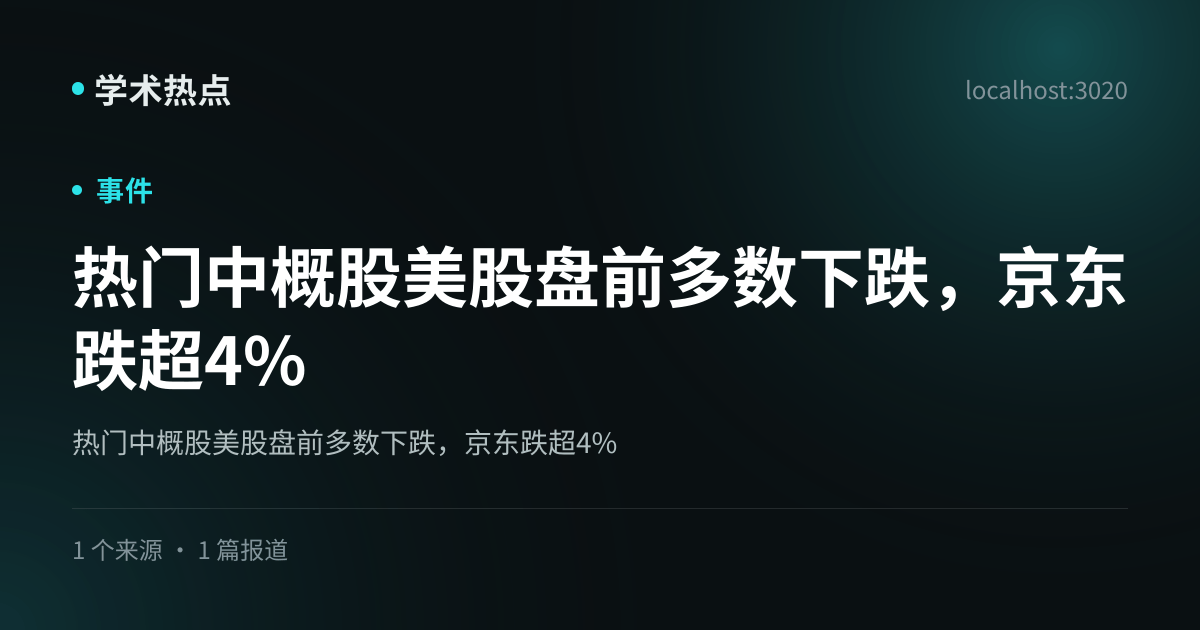 学术热点
localhost:3020
事件
热门中概股美股盘前多数下跌，京东
跌超4%
热门中概股美股盘前多数下跌，京东跌超4%
1 个来源 · 1 篇报道